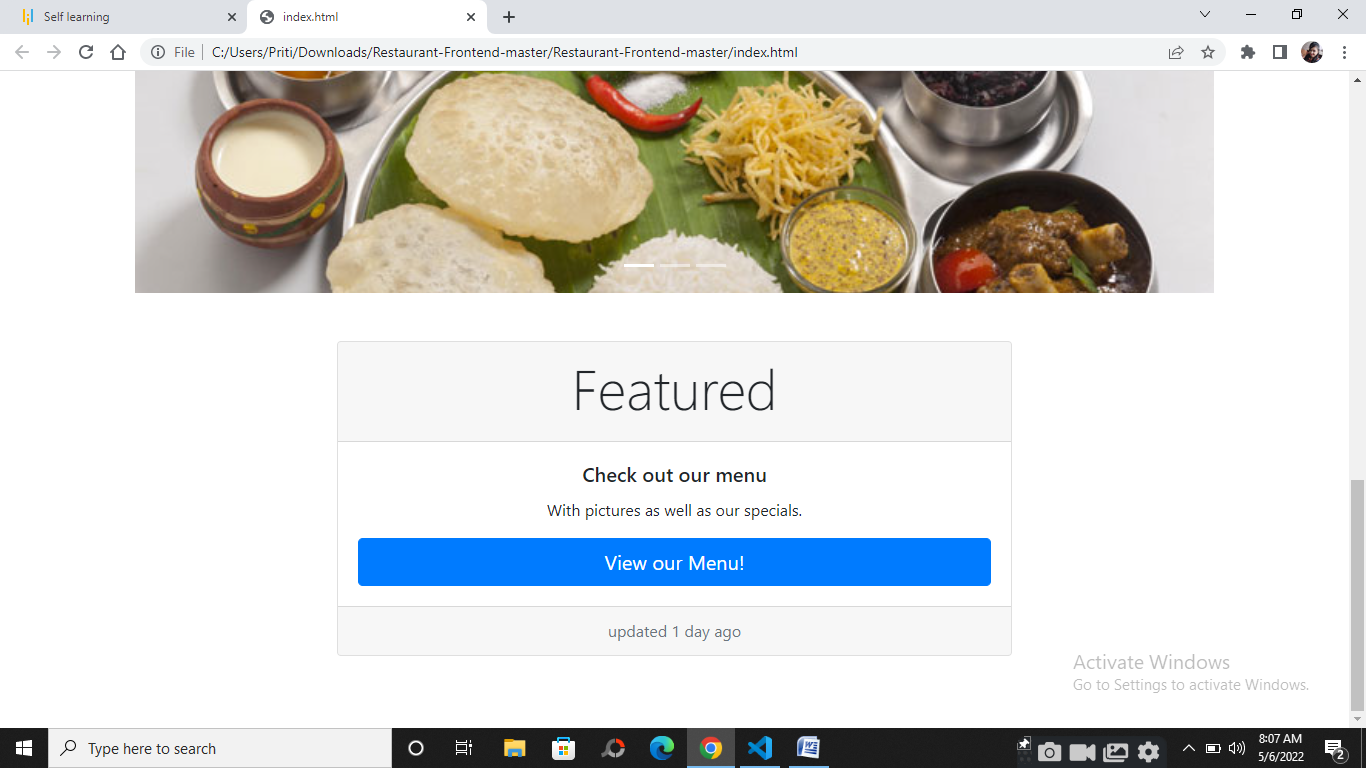 Self learning
index.html
File
C:/Users/Priti/Downloads/Restaurant-Frontend-master/Restaurant-Frontend-master/index.html
Featured
Check out our menu
With pictures as well as our specials.
View our Menu!
updated 1 day ago
Activate Windows
Go to Settings to activate Windows.
Type here to search
8:07 AM
5/6/2022
2